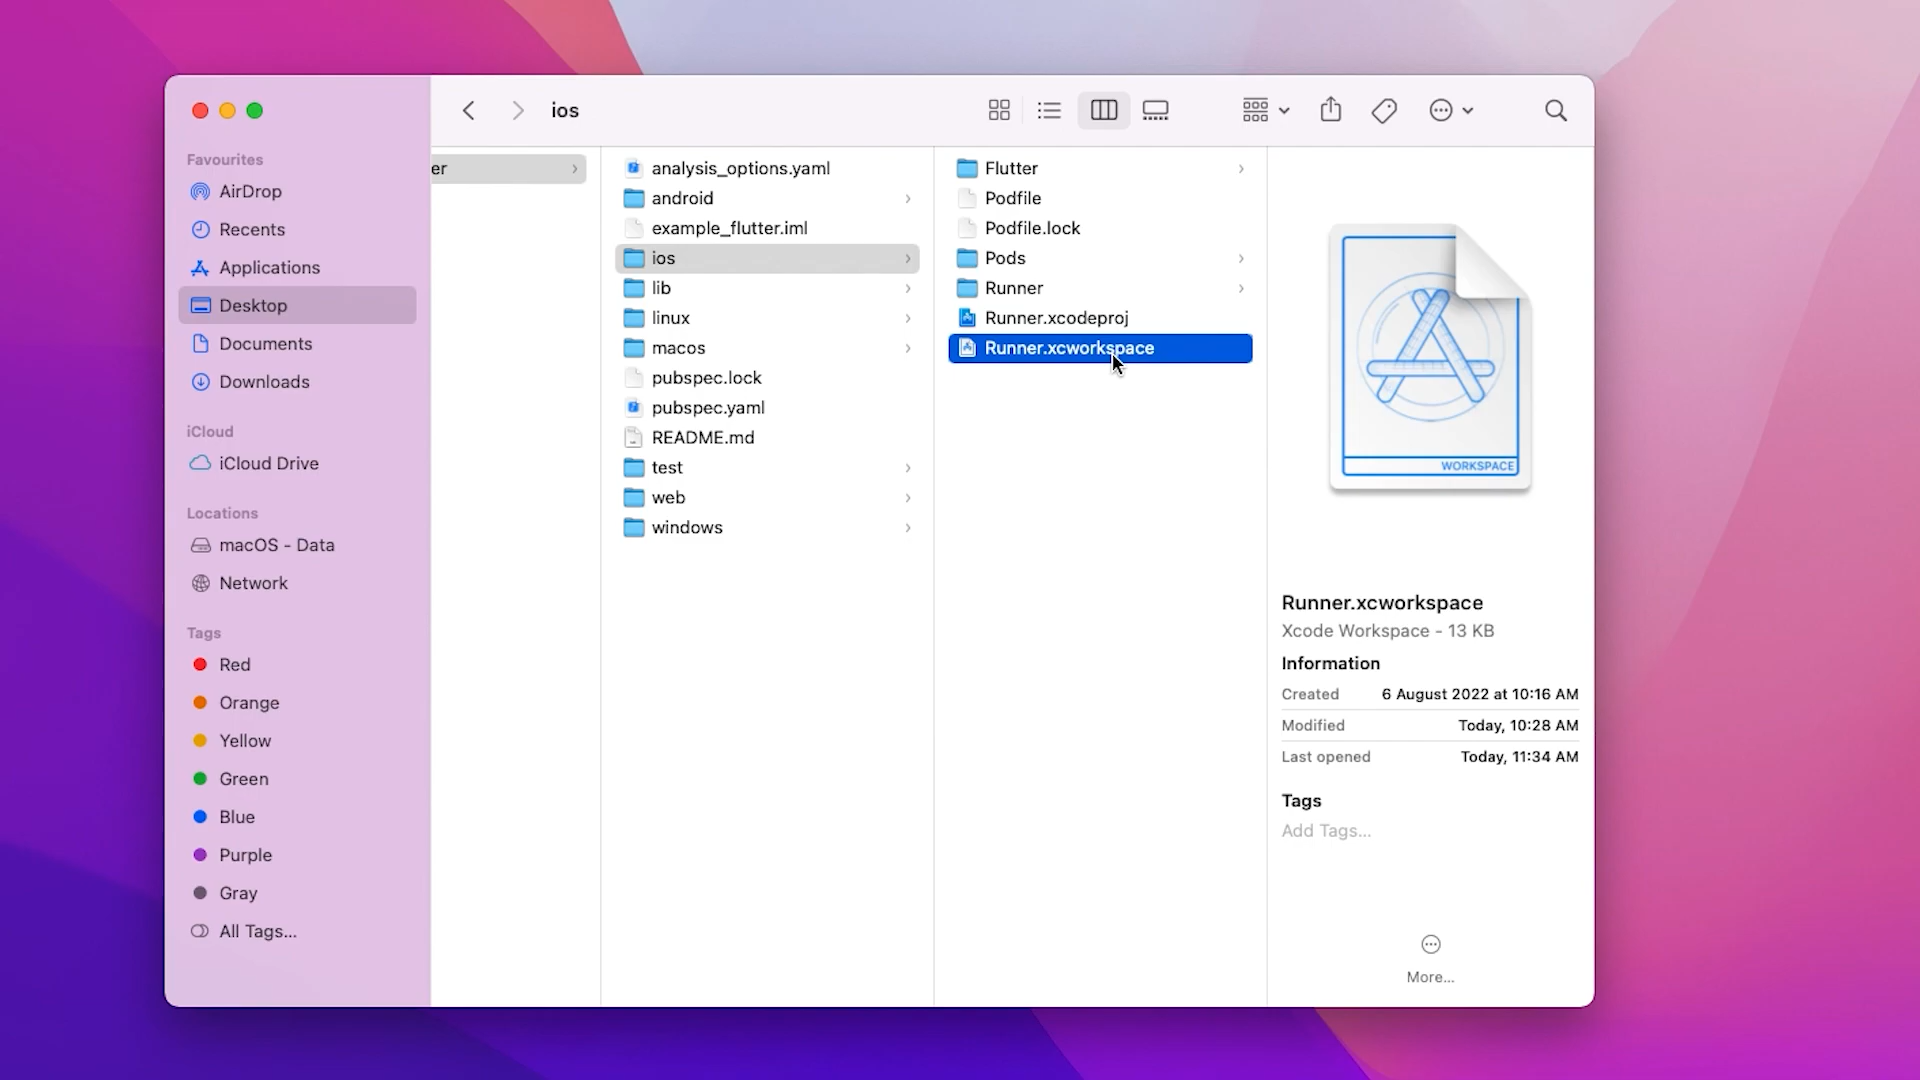 ios
Favourites
AirDrop
Recents
Applications
Desktop
Documents
Downloads
iCloud
iCloud Drive
Locations
macOS - Data
Network
Tags
Red
Orange
Yellow
Green
Blue
Purple
Gray
All Tags...
er
analysis_options.yaml
android
example_flutter.iml
ios
lib
linux
macos
pubspec.lock
pubspec.yaml
README.md
test
web
windows
Flutter
Podfile
Podfile.lock
Pods
Runner
Runner.xcodeproj
Runner.xcworkspace
WORKSPACE
Runner.xcworkspace
Xcode Workspace - 13 KB
Information
Created 6 August 2022 at 10:16 AM
Modified Today, 10:28 AM
Last opened Today, 11:34 AM
Tags
Add Tags...
More...